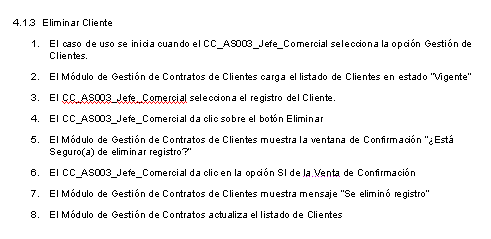 4.1.3 Eliminar Cliente
1. El caso de uso se inicia cuando el CC_AS003_Jefe_Comercial selecciona la opción Gestión de
Clientes.
2. El Módulo de Gestión de Contratos de Clientes carga el listado de Clientes en estado "Vigente"
3. El CC_AS003_Jefe_Comercial selecciona el registro del Cliente.
4. El CC_AS003_Jefe_Comercial da clic sobre el botón Eliminar
5. El Módulo de Gestión de Contratos de Clientes muestra la ventana de Confirmación "¿Está
Seguro(a) de eliminar registro?"
6. El CC_AS003_Jefe_Comercial da clic en la opción SI de la Venta de Confirmación
7. El Módulo de Gestión de Contratos de Clientes muestra mensaje "Se eliminó registro"
8. El Módulo de Gestión de Contratos actualiza el listado de Clientes